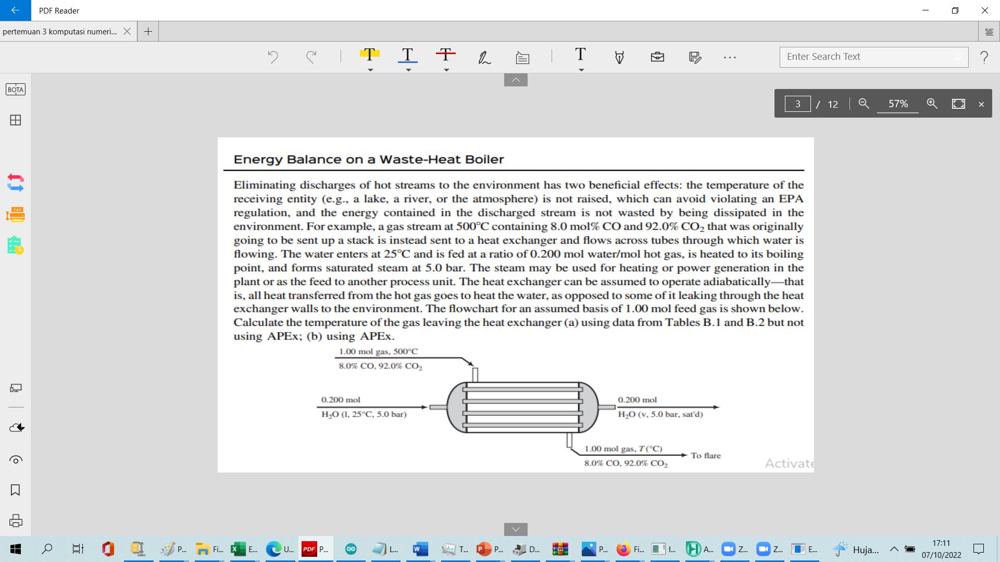 PDF Reader
pertemuan 3 komputasi numeri...
T T T T
Enter Search Text
BOTA
3 / 12 57%
FAX
Energy Balance on a Waste-Heat Boiler
Eliminating discharges of hot streams to the environment has two beneficial effects: the temperature of the
receiving entity (e.g., a lake, a river, or the atmosphere) is not raised, which can avoid violating an EPA
regulation, and the energy contained in the discharged stream is not wasted by being dissipated in the
environment. For example, a gas stream at 500°C containing 8.0 mol% CO and 92.0% CO₂ that was originally
going to be sent up a stack is instead sent to a heat exchanger and flows across tubes through which water is
flowing. The water enters at 25°C and is fed at a ratio of 0.200 mol water/mol hot gas, is heated to its boiling
point, and forms saturated steam at 5.0 bar. The steam may be used for heating or power generation in the
plant or as the feed to another process unit. The heat exchanger can be assumed to operate adiabatically—that
is, all heat transferred from the hot gas goes to heat the water, as opposed to some of it leaking through the heat
exchanger walls to the environment. The flowchart for an assumed basis of 1.00 mol feed gas is shown below.
Calculate the temperature of the gas leaving the heat exchanger (a) using data from Tables B.1 and B.2 but not
using APEx; (b) using APEx.
1.00 mol gas, 500°C
8.0% CO, 92.0% CO₂
0.200 mol
H₂O (l, 25°C, 5.0 bar)
0.200 mol
H₂O (v, 5.0 bar, sat'd)
1.00 mol gas, T(°C)
8.0% CO, 92.0% CO₂
To flare
Activate
P... Fi... E... U... PDF P... L... T... P... D... P... Fi... I... A... Z... Z... E... Huja...
17:11
07/10/2022